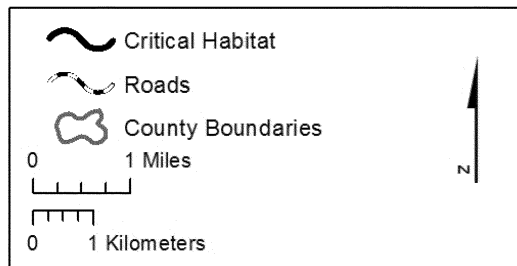 Critical Habitat
Roads
County Boundaries
0 1 Miles
0 1 Kilometers
N